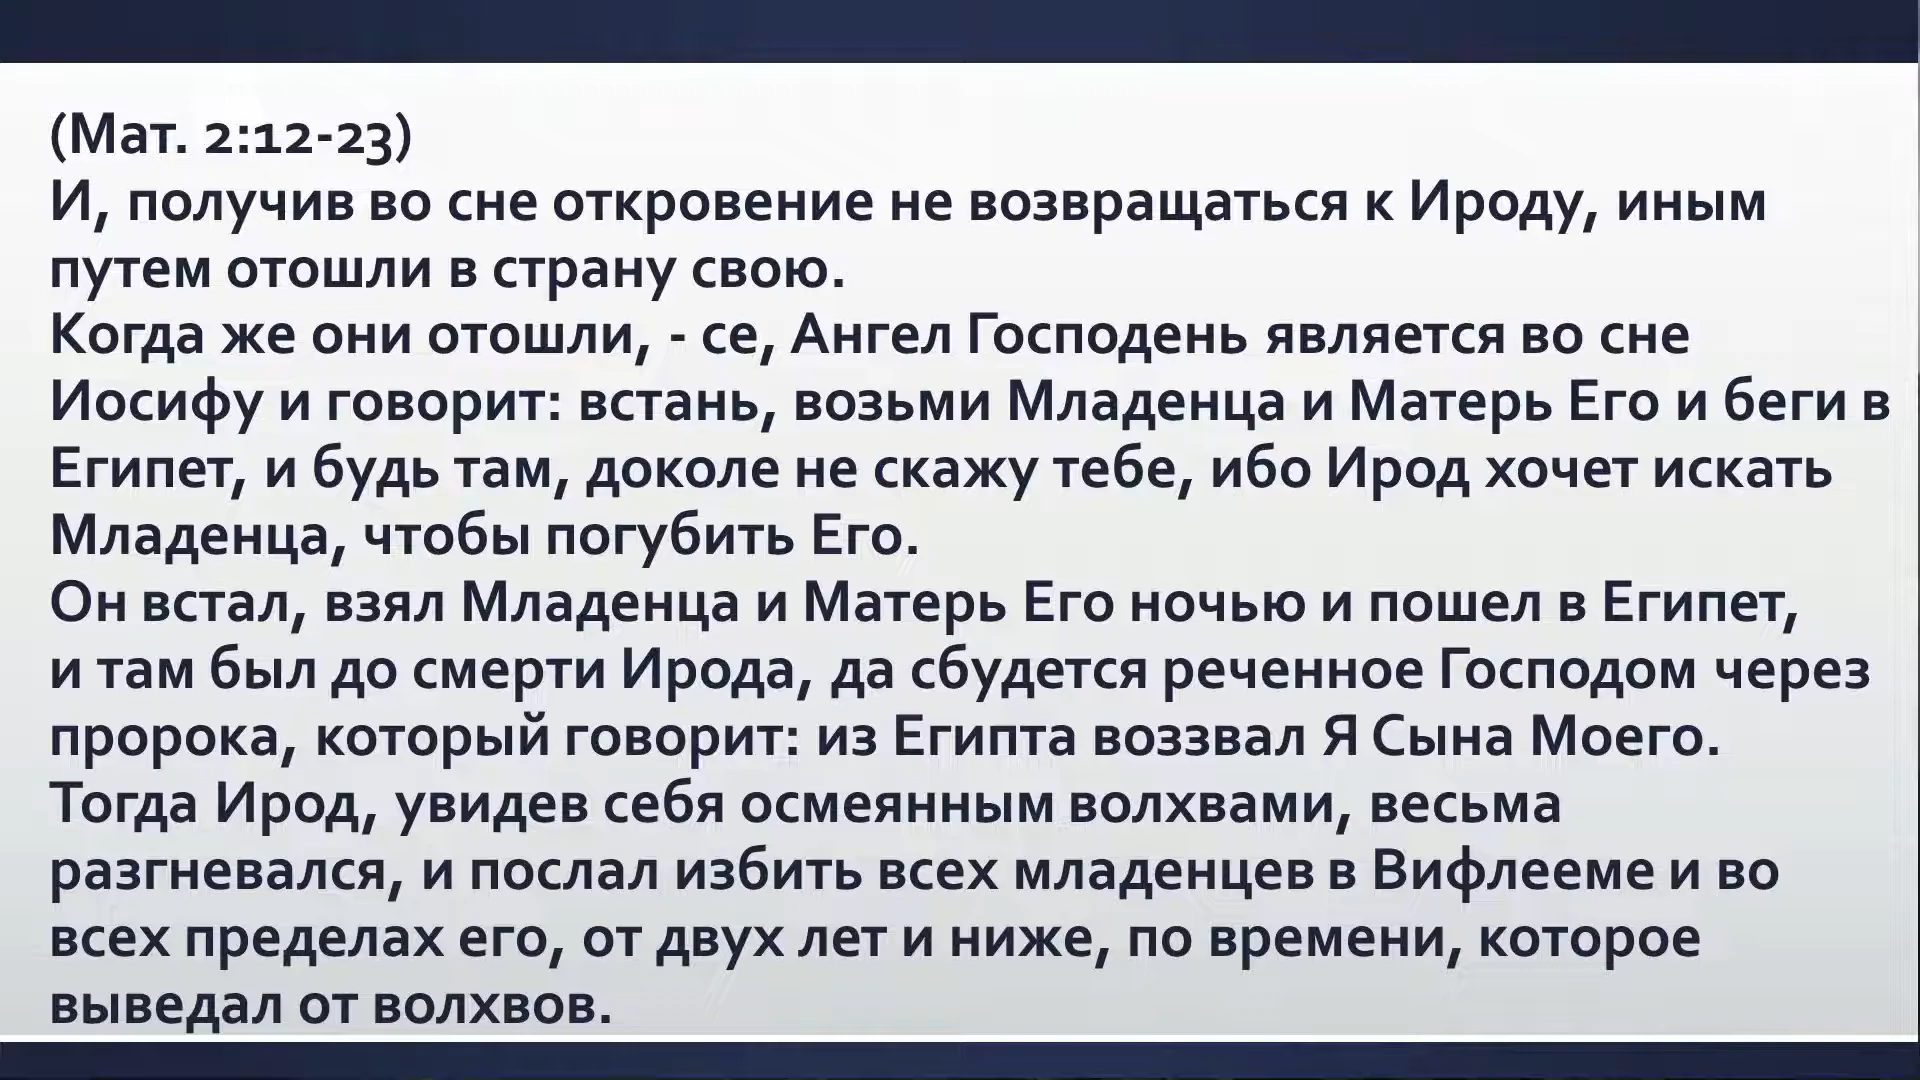 (Мат. 2:12-23)
И, получив во сне откровение не возвращаться к Ироду, иным
путем отошли в страну свою.
Когда же они отошли, - се, Ангел Господень является во сне
Иосифу и говорит: встань, возьми Младенца и Матерь Его и беги в
Египет, и будь там, доколе не скажу тебе, ибо Ирод хочет искать
Младенца, чтобы погубить Его.
Он встал, взял Младенца и Матерь Его ночью и пошел в Египет,
и там был до смерти Ирода, да сбудется реченное Господом через
пророка, который говорит: из Египта воззвал Я Сына Моего.
Тогда Ирод, увидев себя осмеянным волхвами, весьма
разгневался, и послал избить всех младенцев в Вифлееме и во
всех пределах его, от двух лет и ниже, по времени, которое
выведал от волхвов.